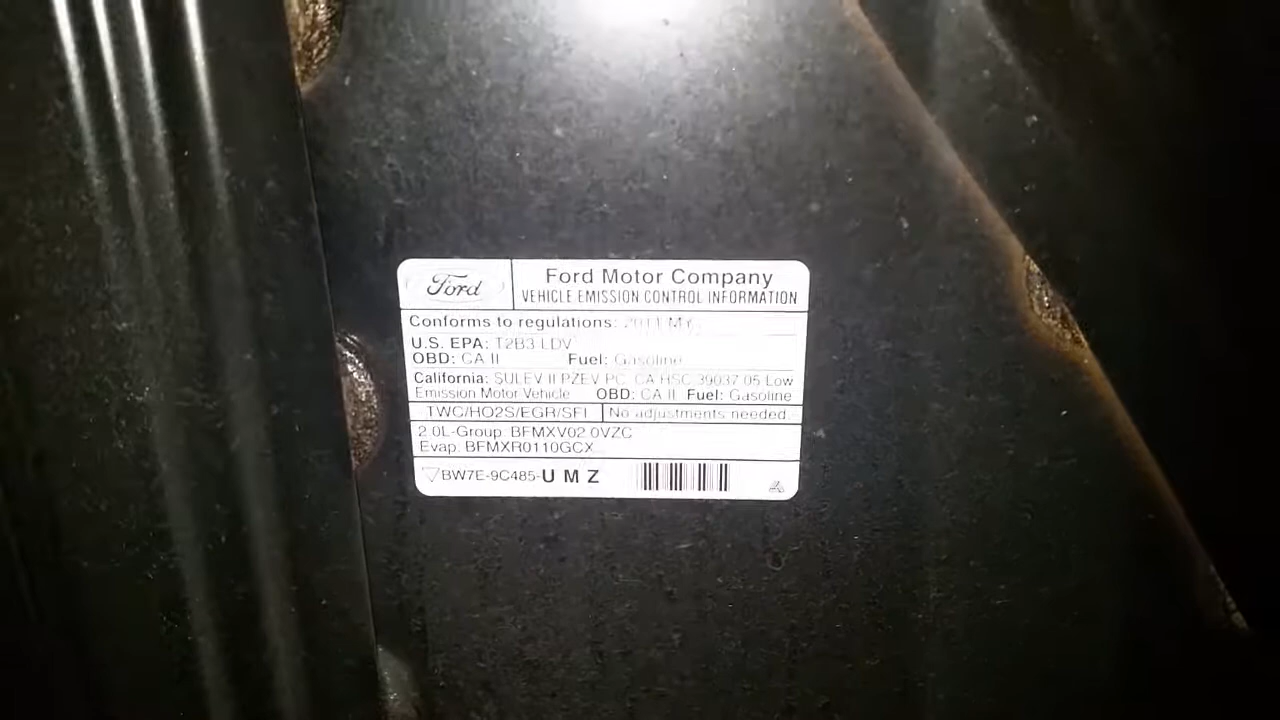 Ford
Ford Motor Company
VEHICLE EMISSION CONTROL INFORMATION
Conforms to regulations: 2011 MY
U.S. EPA: T2B3 LDV
OBD: CA II Fuel: Gasoline
California: SULEV II PZEV PC CA HSC 39037.05 Low
Emission Motor Vehicle OBD: CA II Fuel: Gasoline
TWC/HO2S/EGR/SFI No adjustments needed.
2.0L-Group: BFMXV02.0VZC
Evap: BFMXR0110GCX
BW7E-9C485-U M Z